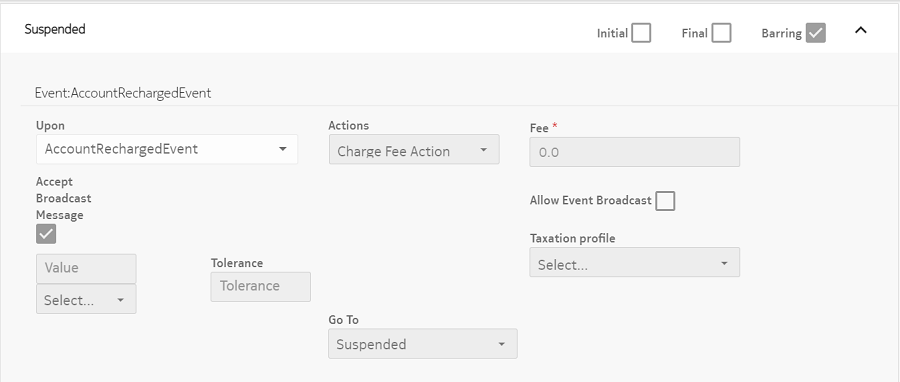 Suspended
Initial Final Barring
Event:AccountRechargedEvent
Upon Actions Fee *
AccountRechargedEvent Charge Fee Action 0.0
Accept
Broadcast
Message
Allow Event Broadcast
Taxation profile
Value Tolerance Select...
Select... Tolerance
Go To
Suspended